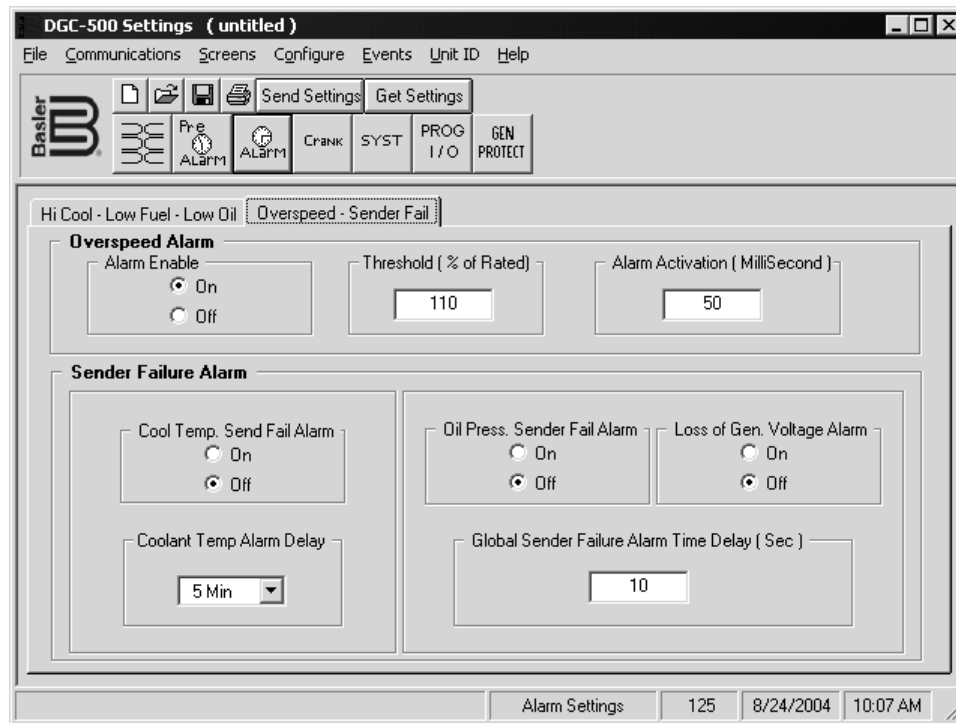 DGC-500 Settings ( untitled )
File Communications Screens Configure Events Unit ID Help
Basler
Send Settings Get Settings
Pre ALarm
ALarm
Crank
SYST
PROG I/O
GEN PROTECT
Hi Cool - Low Fuel - Low Oil Overspeed - Sender Fail
Overspeed Alarm
Alarm Enable
On
Off
Threshold ( % of Rated)
110
Alarm Activation ( MilliSecond )
50
Sender Failure Alarm
Cool Temp. Send Fail Alarm
On
Off
Coolant Temp Alarm Delay
5 Min
Oil Press. Sender Fail Alarm
On
Off
Loss of Gen. Voltage Alarm
On
Off
Global Sender Failure Alarm Time Delay ( Sec )
10
Alarm Settings 125 8/24/2004 10:07 AM